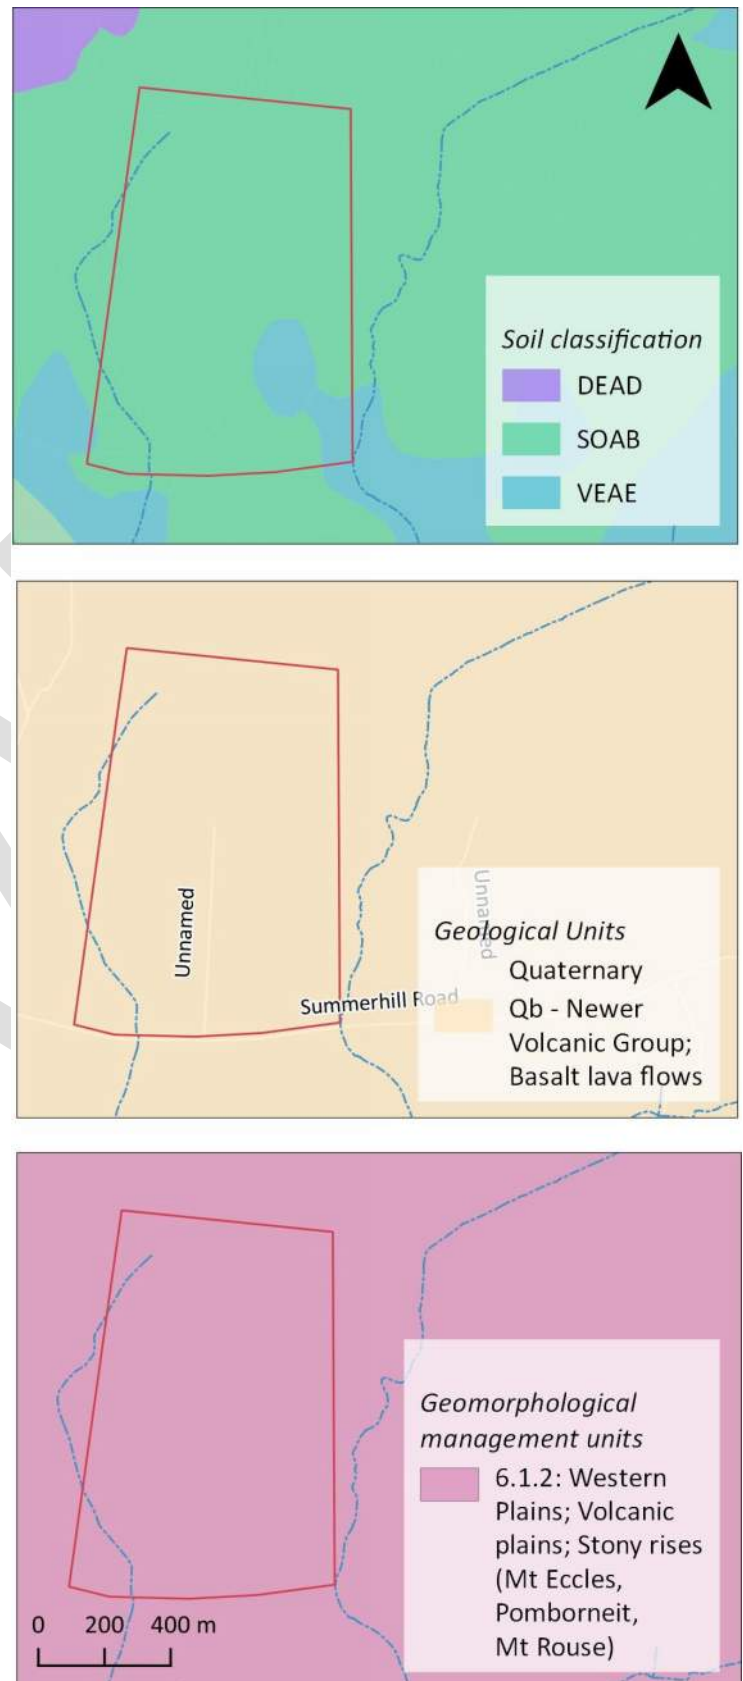 Soil classification
DEAD
SOAB
VEAE
Unnamed
Unnamed
Summerhill Road
Geological Units
Quaternary
Qb - Newer
Volcanic Group;
Basalt lava flows
Geomorphological
management units
6.1.2: Western
Plains; Volcanic
plains; Stony rises
(Mt Eccles,
Pomborneit,
Mt Rouse)
0 200 400 m